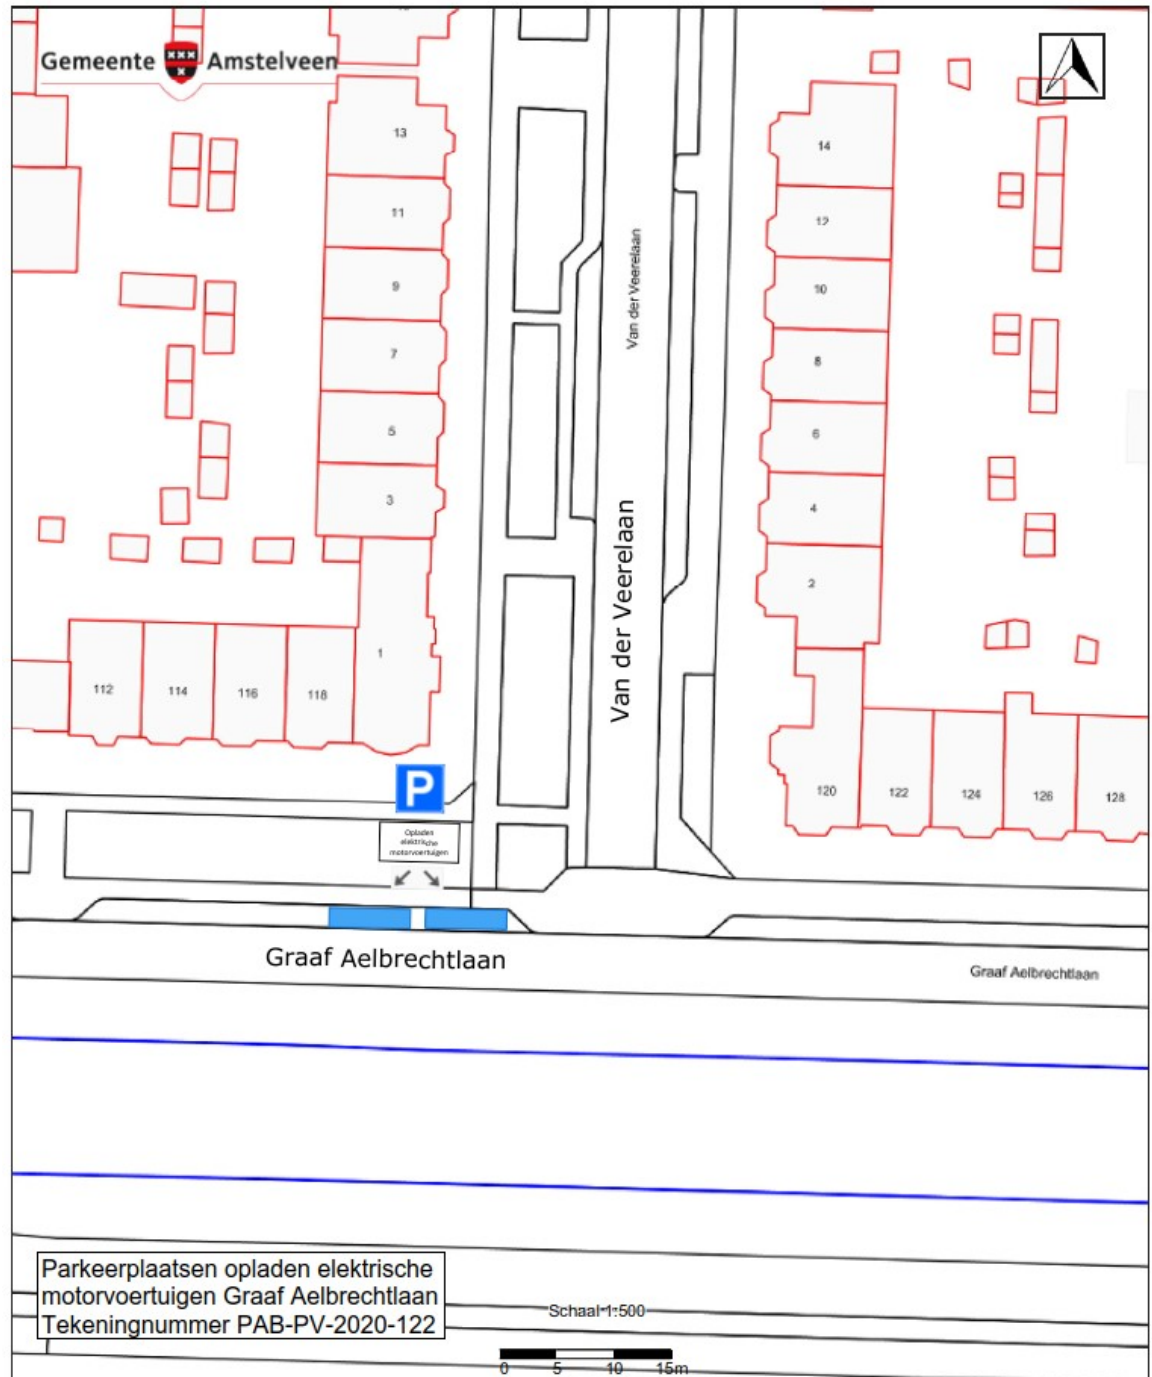 Gemeente Amstelveen
13
11
9
7
5
3
1
112
114
116
118
14
12
10
8
6
4
2
120
122
124
126
128
Van der Veerelaan
Van der Veerelaan
P
Opladen
elektrische
motorvoertuigen
Graaf Aelbrechtlaan
Graaf Aelbrechtlaan
Parkeerplaatsen opladen elektrische
motorvoertuigen Graaf Aelbrechtlaan
Tekeningnummer PAB-PV-2020-122
Schaal 1:500
0 5 10 15m